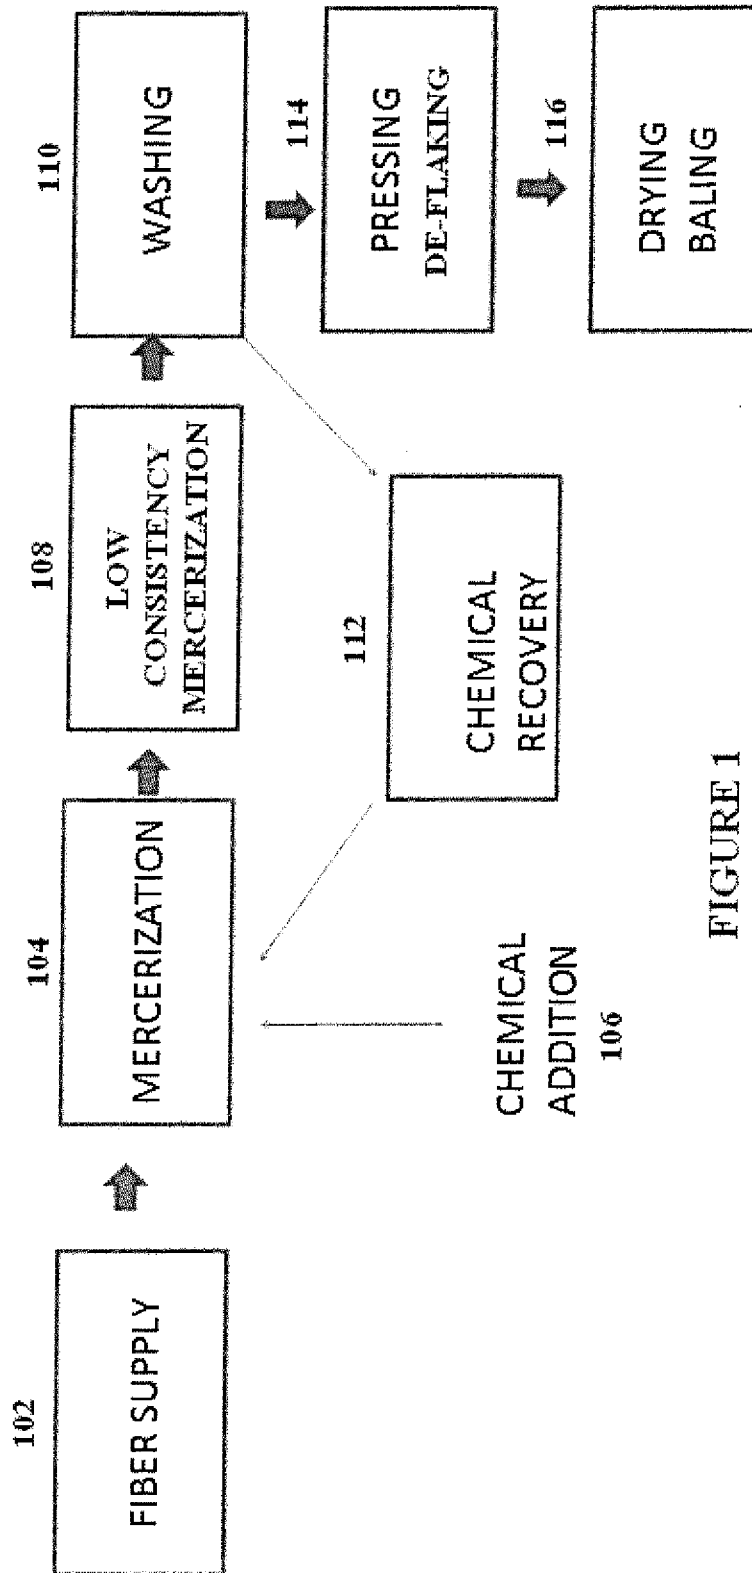 102
FIBER SUPPLY
104
MERCERIZATION
CHEMICAL
ADDITION
106
108
LOW
CONSISTENCY
MERCERIZATION
110
WASHING
112
CHEMICAL
RECOVERY
114
PRESSING
DE-FLAKING
116
DRYING
BALING
FIGURE 1